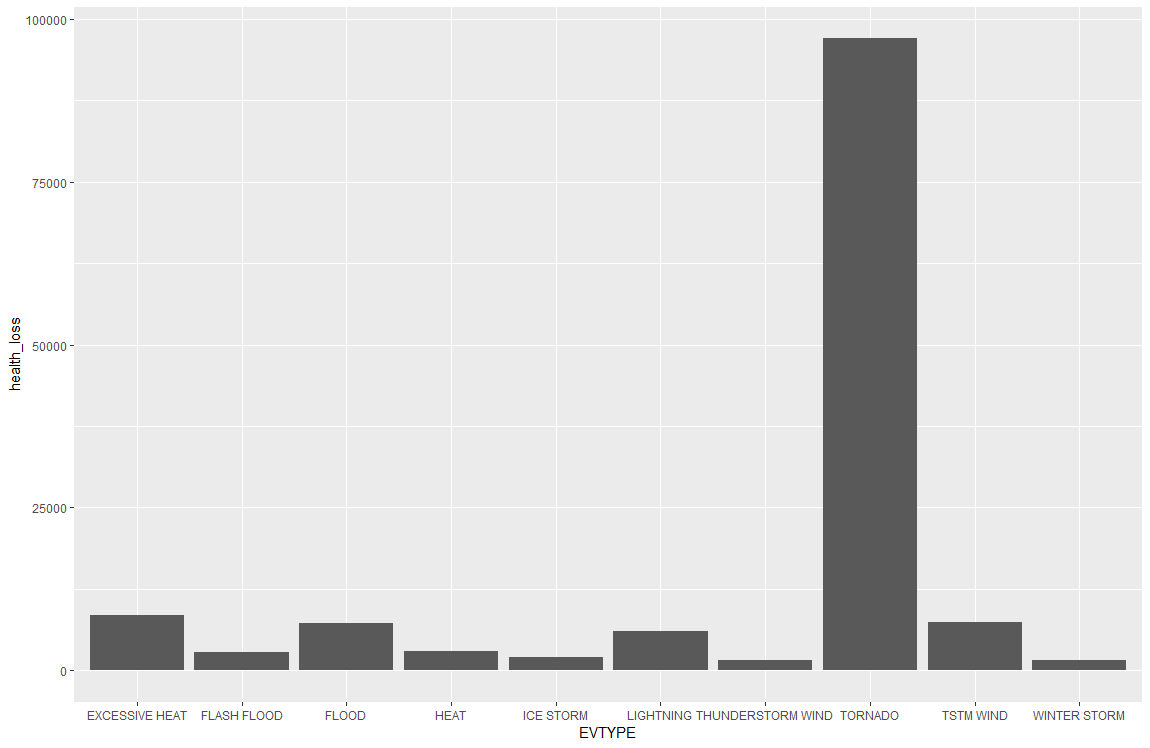 100000
75000
50000
25000
0
health_loss
EXCESSIVE HEAT FLASH FLOOD FLOOD HEAT ICE STORM LIGHTNING THUNDERSTORM WIND TORNADO TSTM WIND WINTER STORM
EVTYPE